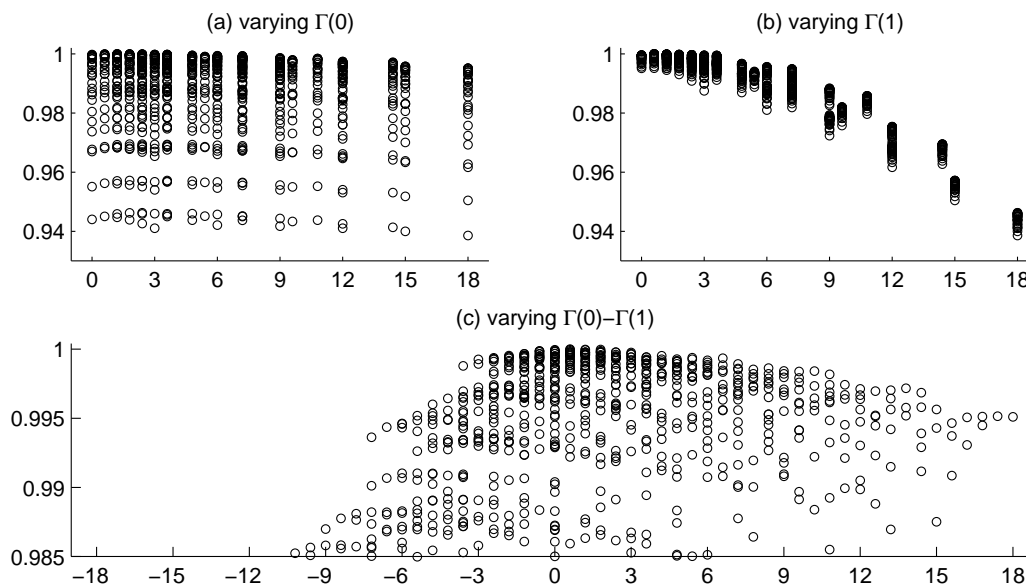 (a) varying Γ(0)
(b) varying Γ(1)
1
0.98
0.96
0.94
0 3 6 9 12 15 18
1
0.98
0.96
0.94
0 3 6 9 12 15 18
(c) varying Γ(0)−Γ(1)
1
0.995
0.99
0.985
−18 −15 −12 −9 −6 −3 0 3 6 9 12 15 18